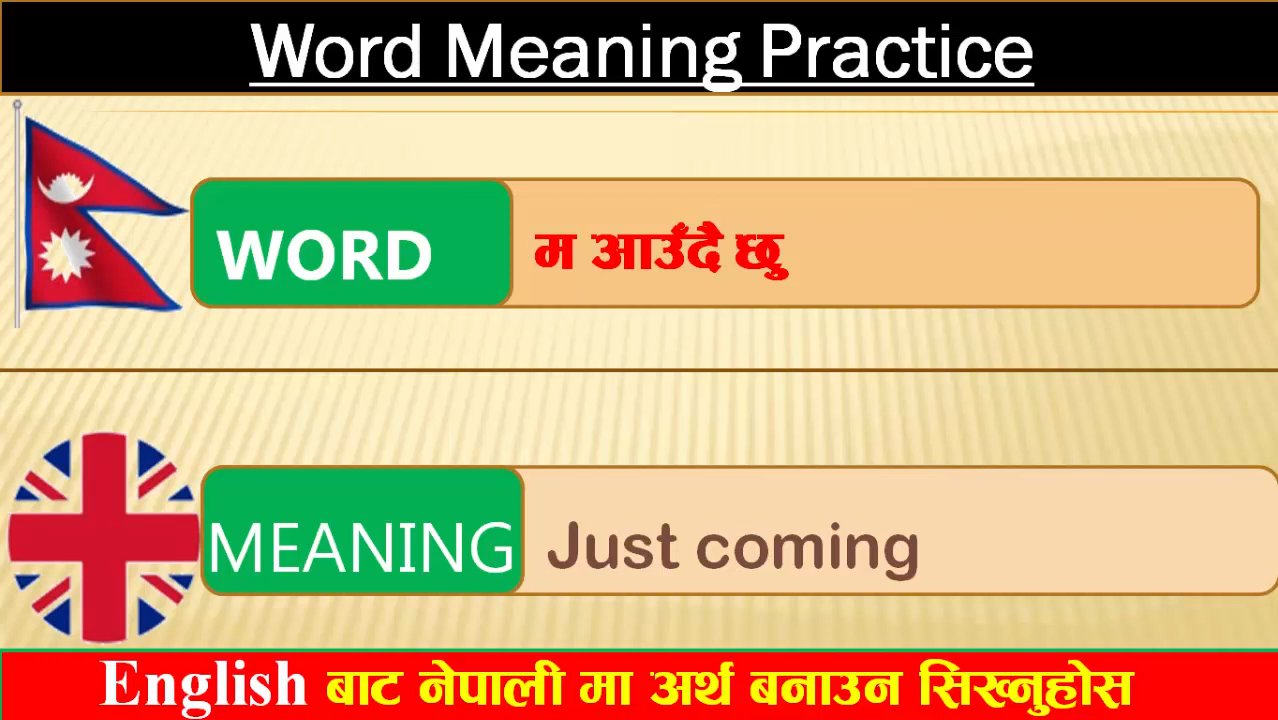 Word Meaning Practice
WORD
म आउँदै छु
MEANING
Just coming
English बाट नेपाली मा अर्थ बनाउन सिख्नुहोस